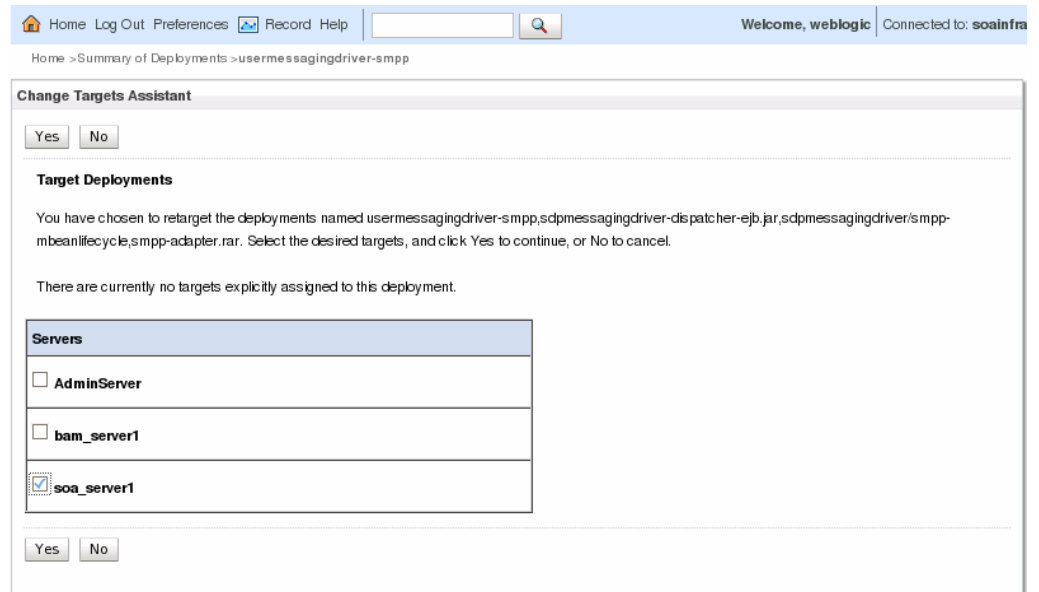 Home Log Out Preferences Record Help Welcome, weblogic Connected to: soainfra
Home >Summary of Deployments >usermessagingdriver-smpp
Change Targets Assistant
Yes No
Target Deployments
You have chosen to retarget the deployments named usermessagingdriver-smpp,sdpmessagingdriver-dispatcher-ejb.jar,sdpmessagingdriver/smpp-
mbeanlifecycle,smpp-adapter.rar. Select the desired targets, and click Yes to continue, or No to cancel.
There are currently no targets explicitly assigned to this deployment.
Servers
AdminServer
bam_server1
soa_server1
Yes No